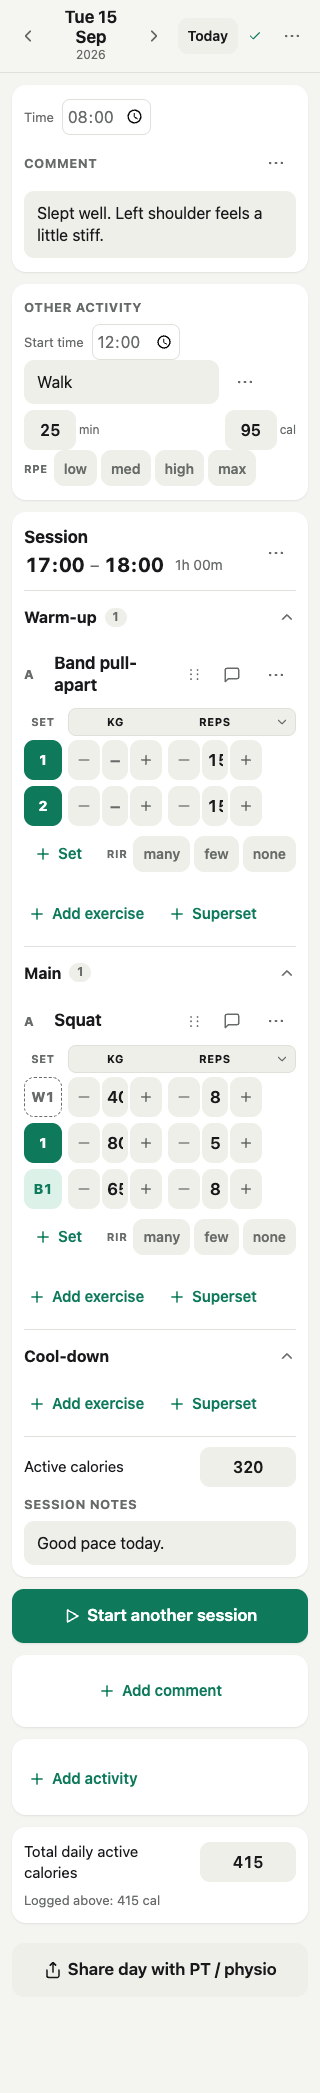 Tue 15
Sep
2026
Today
Time 08:00
COMMENT
Slept well. Left shoulder feels a
little stiff.
OTHER ACTIVITY
Start time 12:00
Walk
25 min 95 cal
RPE low med high max
Session
17:00 – 18:00 1h 00m
Warm-up 1
A Band pull-
apart
SET KG REPS
1 – 15
2 – 15
+ Set RIR many few none
+ Add exercise + Superset
Main 1
A Squat
SET KG REPS
W1 8
1 5
B1 8
+ Set RIR many few none
+ Add exercise + Superset
Cool-down
+ Add exercise + Superset
Active calories 320
SESSION NOTES
Good pace today.
Start another session
+ Add comment
+ Add activity
Total daily active
calories
415
Logged above: 415 cal
Share day with PT / physio